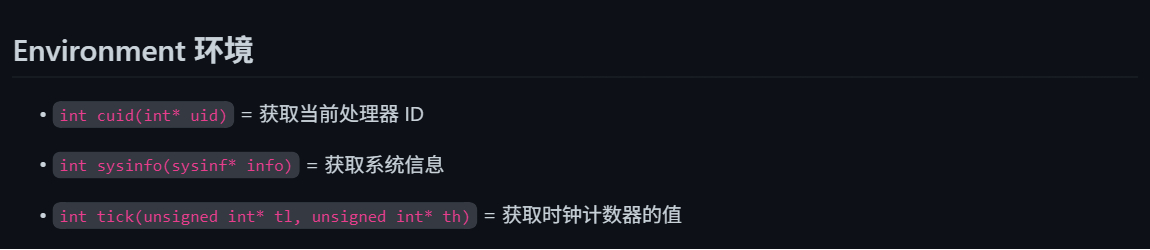 Environment 环境
• int cuid(int* uid) = 获取当前处理器 ID
• int sysinfo(sysinf* info) = 获取系统信息
• int tick(unsigned int* tl, unsigned int* th) = 获取时钟计数器的值